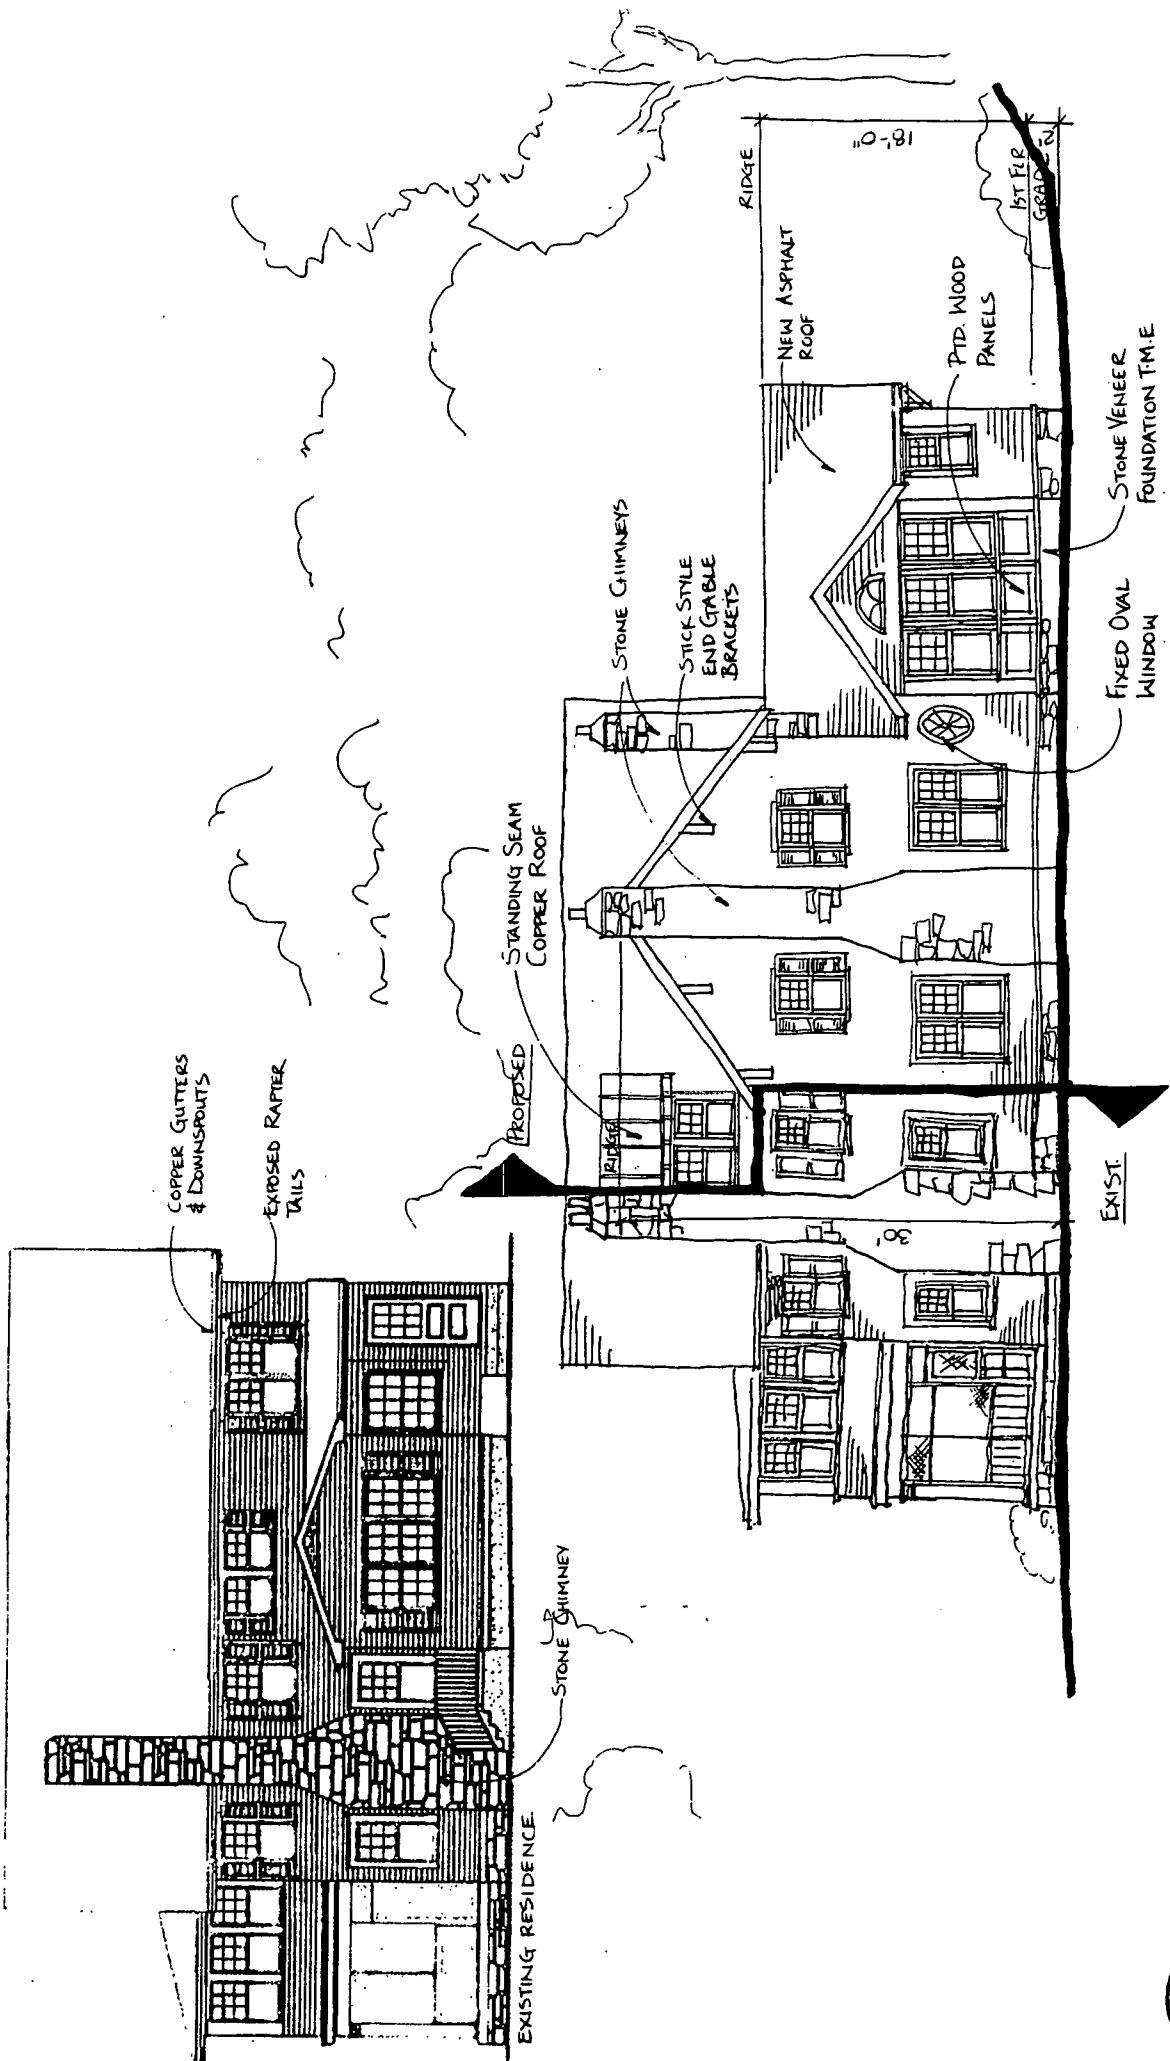 COPPER GUTTERS
& DOWNSPOUTS
EXPOSED RAFTER
TAILS
STONE CHIMNEY
EXISTING RESIDENCE
PROPOSED
STANDING SEAM
COPPER ROOF
STONE CHIMNEYS
STICK STYLE
END GABLE
BRACKETS
RIDGE
RIDGE
NEW ASPHALT
ROOF
18'-0"
1ST FLR
GRADE
2'
PTD. WOOD
PANELS
30'
EXIST.
FIXED OVAL
WINDOW
STONE VENEER
FOUNDATION T.M.E